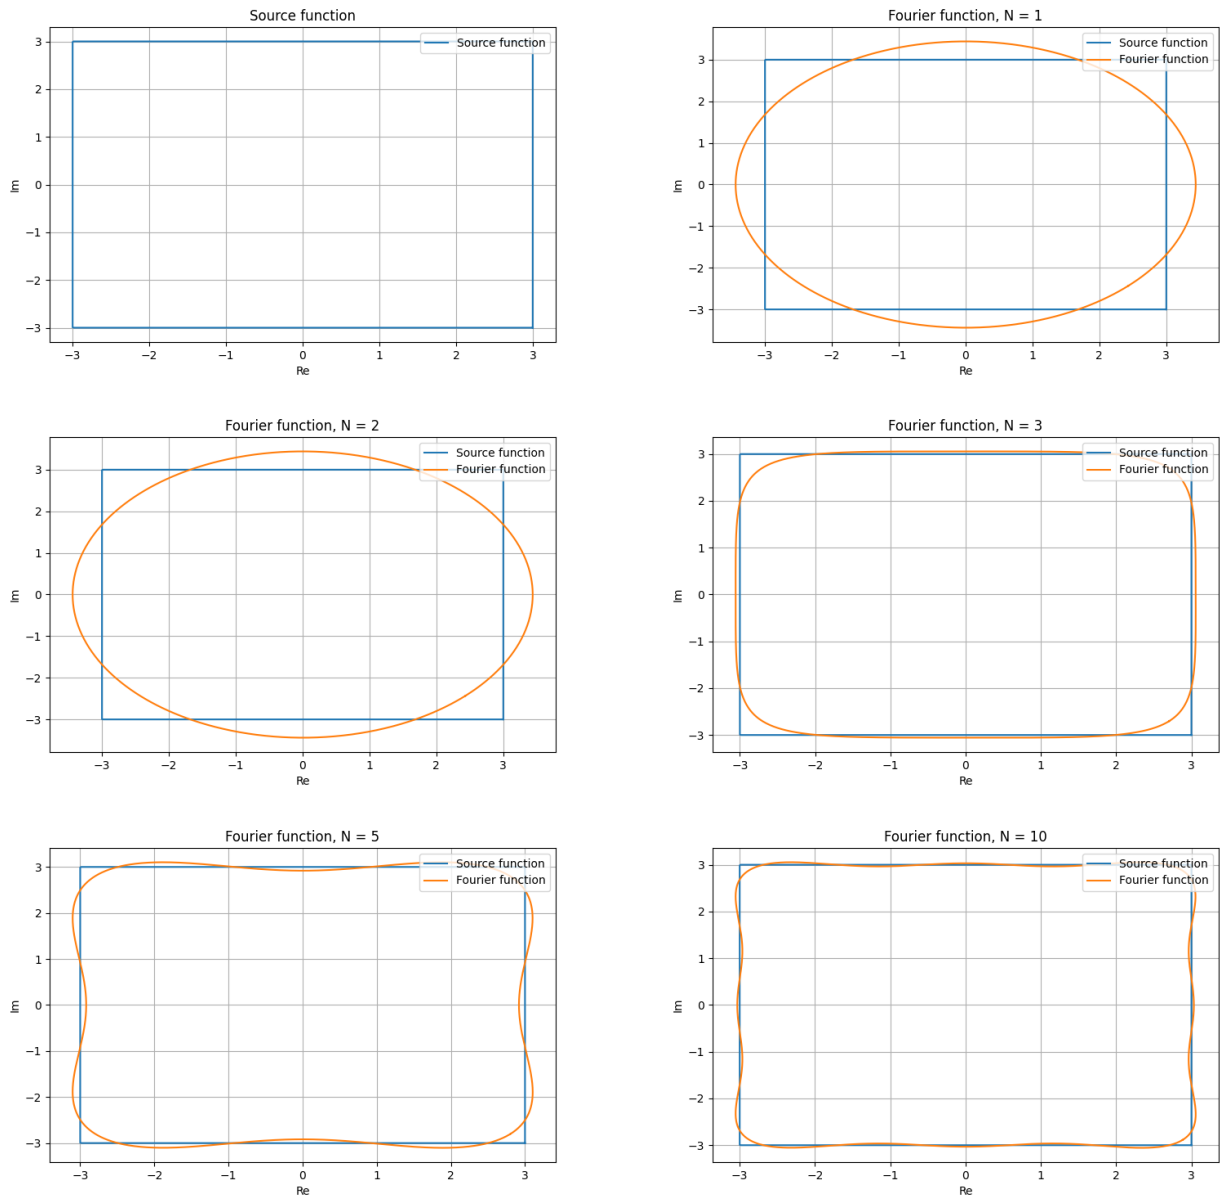 Source function
Source function
3
2
1
0
−1
−2
−3
Im
−3 −2 −1 0 1 2 3
Re
Fourier function, N = 1
Source function
Fourier function
3
2
1
0
−1
−2
−3
Im
−3 −2 −1 0 1 2 3
Re
Fourier function, N = 2
Source function
Fourier function
3
2
1
0
−1
−2
−3
Im
−3 −2 −1 0 1 2 3
Re
Fourier function, N = 3
Source function
Fourier function
3
2
1
0
−1
−2
−3
Im
−3 −2 −1 0 1 2 3
Re
Fourier function, N = 5
Source function
Fourier function
3
2
1
0
−1
−2
−3
Im
−3 −2 −1 0 1 2 3
Re
Fourier function, N = 10
Source function
Fourier function
3
2
1
0
−1
−2
−3
Im
−3 −2 −1 0 1 2 3
Re